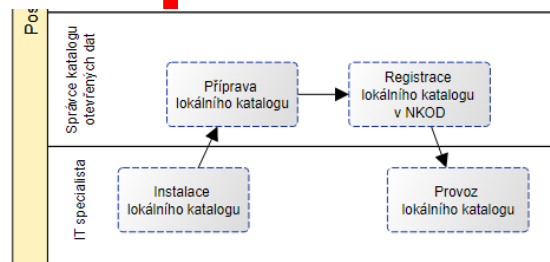 Pos
Správce katalogu
otevřených dat
Příprava
lokálního katalogu
Registrace
lokálního katalogu
v NKOD
IT specialista
Instalace
lokálního katalogu
Provoz
lokálního katalogu